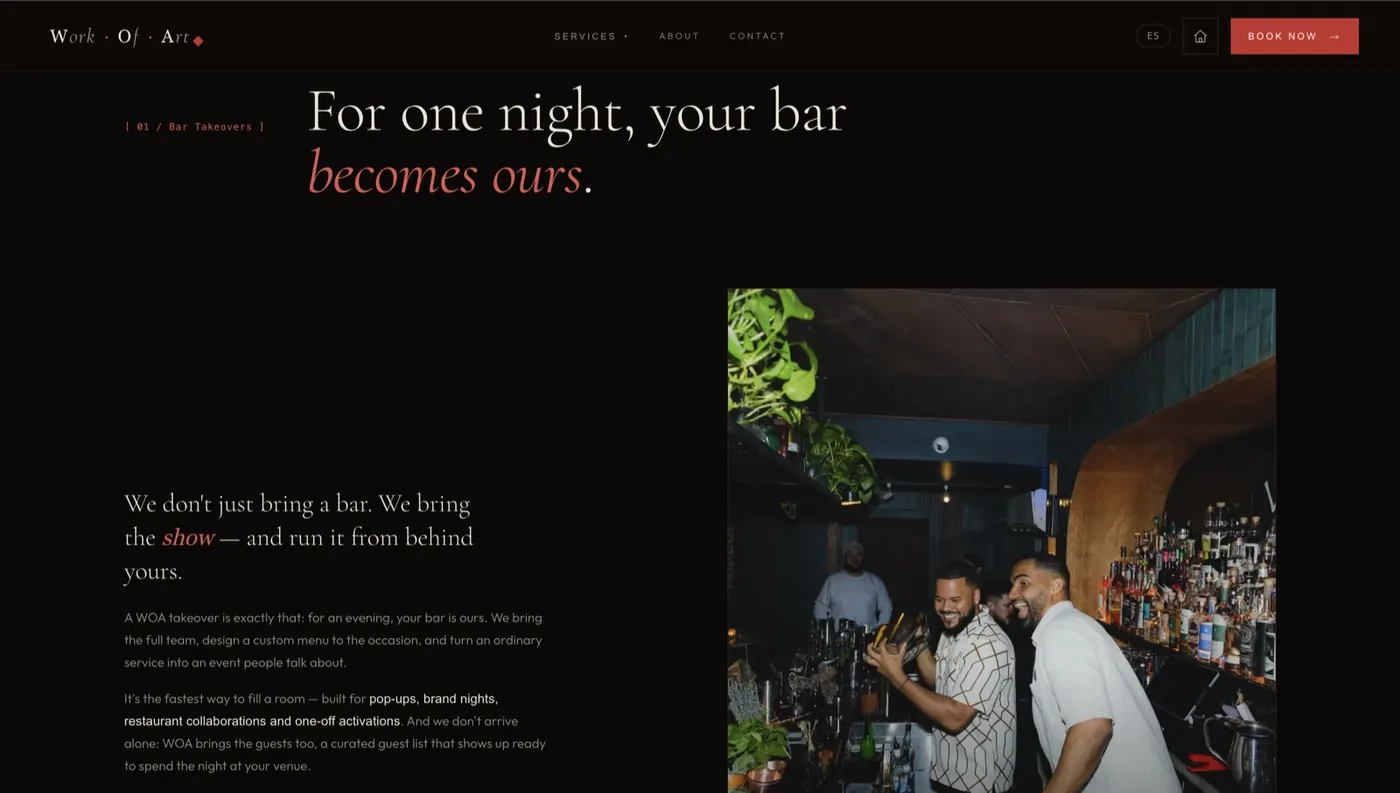 Work · Of · Art
SERVICES
ABOUT
CONTACT
ES
BOOK NOW →
[ 01 / Bar Takeovers ]
For one night, your bar
becomes ours.
We don't just bring a bar. We bring
the show — and run it from behind
yours.
A WOA takeover is exactly that: for an evening, your bar is ours. We bring
the full team, design a custom menu to the occasion, and turn an ordinary
service into an event people talk about.
It's the fastest way to fill a room — built for pop-ups, brand nights,
restaurant collaborations and one-off activations. And we don't arrive
alone: WOA brings the guests too, a curated guest list that shows up ready
to spend the night at your venue.